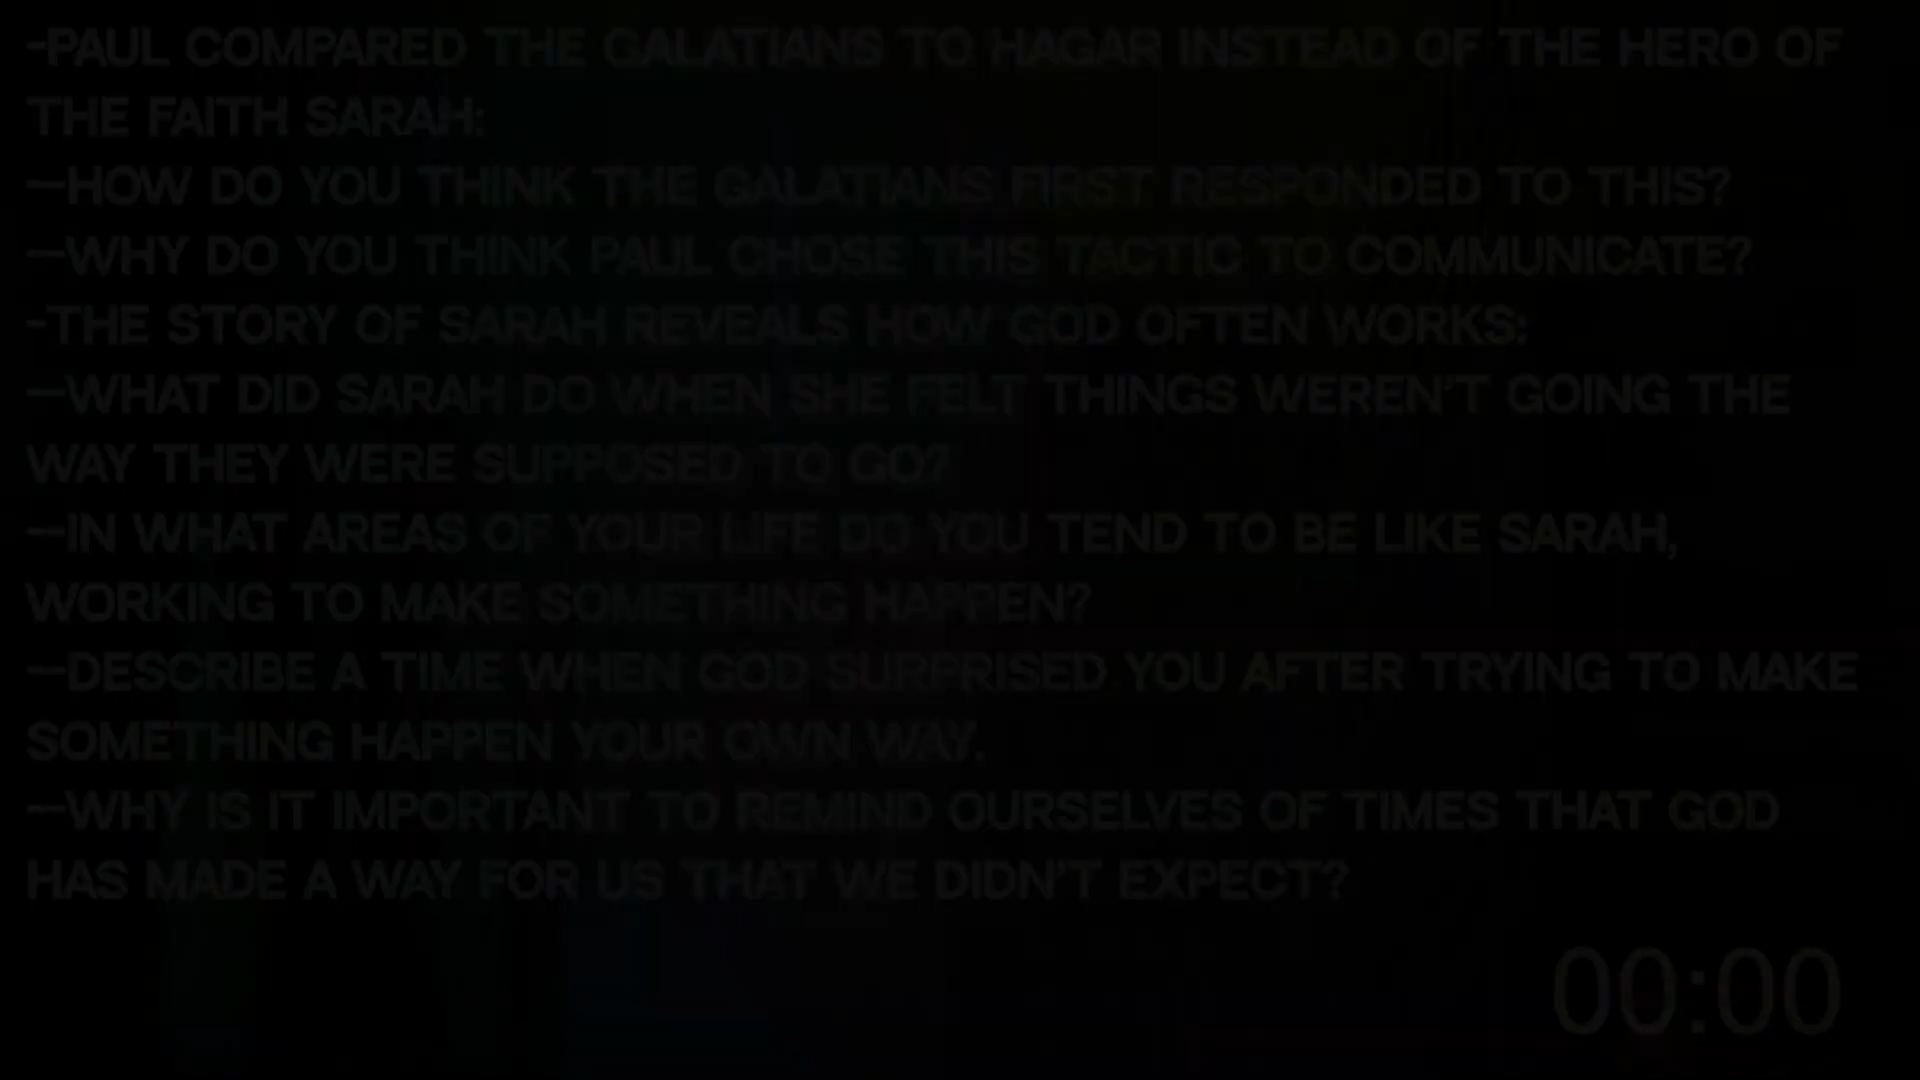 -PAUL COMPARED THE GALATIANS TO HAGAR INSTEAD OF THE HERO OF
THE FAITH SARAH:
—HOW DO YOU THINK THE GALATIANS FIRST RESPONDED TO THIS?
—WHY DO YOU THINK PAUL CHOSE THIS TACTIC TO COMMUNICATE?
-THE STORY OF SARAH REVEALS HOW GOD OFTEN WORKS:
—WHAT DID SARAH DO WHEN SHE FELT THINGS WEREN'T GOING THE
WAY THEY WERE SUPPOSED TO GO?
—IN WHAT AREAS OF YOUR LIFE DO YOU TEND TO BE LIKE SARAH,
WORKING TO MAKE SOMETHING HAPPEN?
—DESCRIBE A TIME WHEN GOD SURPRISED YOU AFTER TRYING TO MAKE
SOMETHING HAPPEN YOUR OWN WAY.
—WHY IS IT IMPORTANT TO REMIND OURSELVES OF TIMES THAT GOD
HAS MADE A WAY FOR US THAT WE DIDN'T EXPECT?
00:00